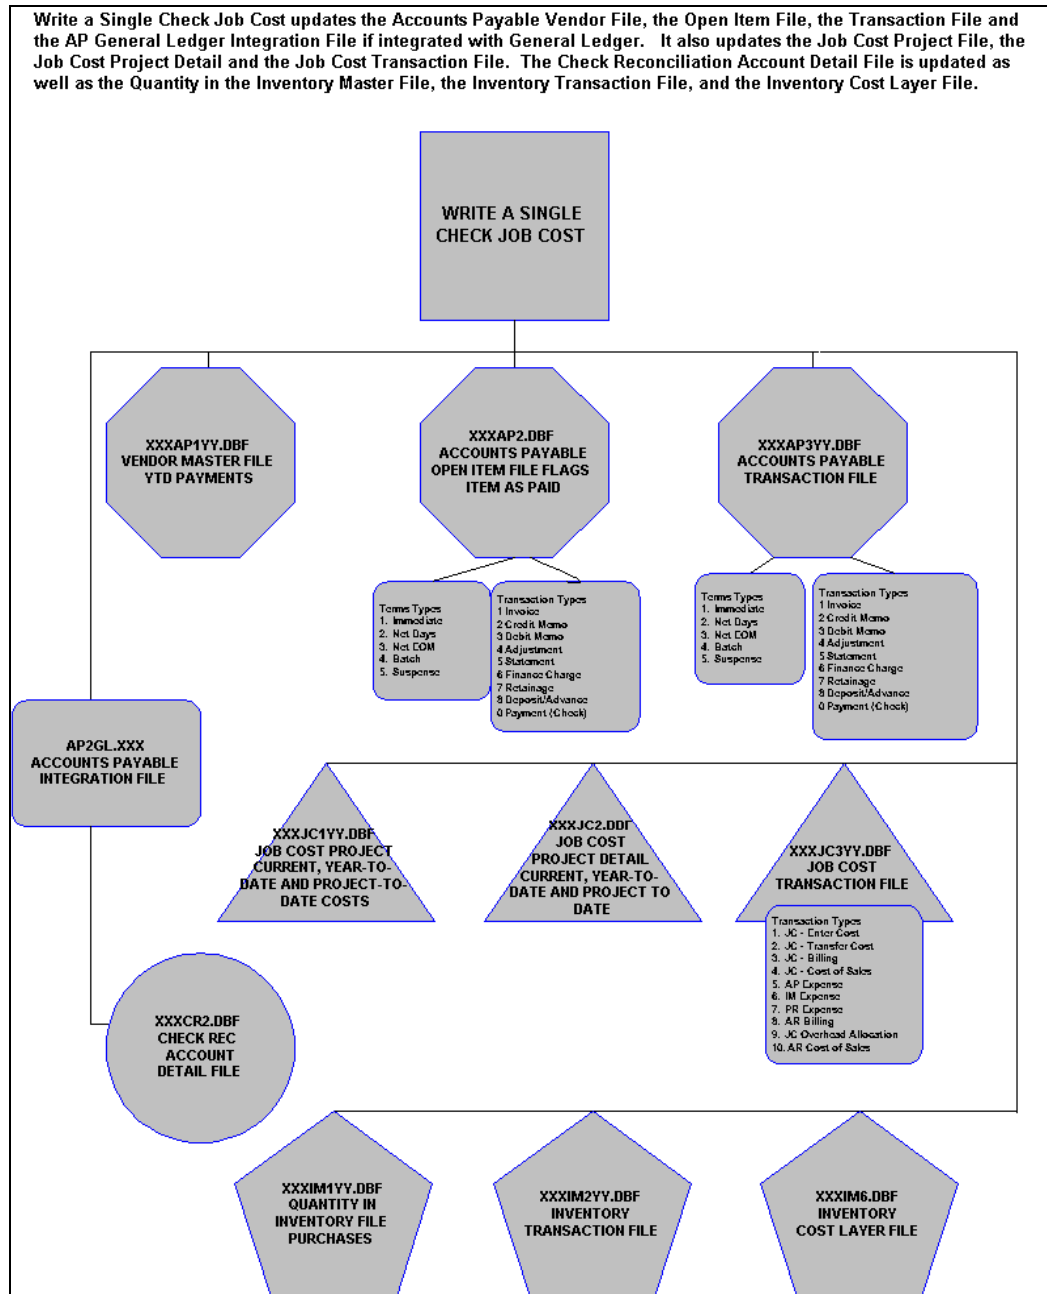 Write a Single Check Job Cost updates the Accounts Payable Vendor File, the Open Item File, the Transaction File and
the AP General Ledger Integration File if integrated with General Ledger.   It also updates the Job Cost Project File, the
Job Cost Project Detail and the Job Cost Transaction File.  The Check Reconciliation Account Detail File is updated as
well as the Quantity in the Inventory Master File, the Inventory Transaction File, and the Inventory Cost Layer File.
WRITE A SINGLE
CHECK JOB COST
XXXAP1YY.DBF
VENDOR MASTER FILE
YTD PAYMENTS
XXXAP2.DBF
ACCOUNTS PAYABLE
OPEN ITEM FILE FLAGS
ITEM AS PAID
XXXAP3YY.DBF
ACCOUNTS PAYABLE
TRANSACTION FILE
Terms Types
1. Immediate
2. Net Days
3. Net EOM
4. Batch
5. Suspense
Transaction Types
1 Invoice
2 Credit Memo
3 Debit Memo
4 Adjustment
5 Statement
6 Finance Charge
7 Retainage
8 Deposit/Advance
0 Payment (Check)
Terms Types
1. Immediate
2. Net Days
3. Net EOM
4. Batch
5. Suspense
Transaction Types
1 Invoice
2 Credit Memo
3 Debit Memo
4 Adjustment
5 Statement
6 Finance Charge
7 Retainage
8 Deposit/Advance
0 Payment (Check)
AP2GL.XXX
ACCOUNTS PAYABLE
INTEGRATION FILE
XXXJC1YY.DBF
JOB COST PROJECT
CURRENT, YEAR-TO-
DATE AND PROJECT-TO-
DATE COSTS
XXXJC2.DBF
JOB COST
PROJECT DETAIL
CURRENT, YEAR-TO-
DATE AND PROJECT TO
DATE
XXXJC3YY.DBF
JOB COST
TRANSACTION FILE
Transaction Types
1. JC - Enter Cost
2. JC - Transfer Cost
3. JC - Billing
4. JC - Cost of Sales
5. AP Expense
6. IM Expense
7. PR Expense
8. AR Billing
9. JC Overhead Allocation
10. AR Cost of Sales
XXXCR2.DBF
CHECK REC
ACCOUNT
DETAIL FILE
XXXIM1YY.DBF
QUANTITY IN
INVENTORY FILE
PURCHASES
XXXIM2YY.DBF
INVENTORY
TRANSACTION FILE
XXXIM6.DBF
INVENTORY
COST LAYER FILE